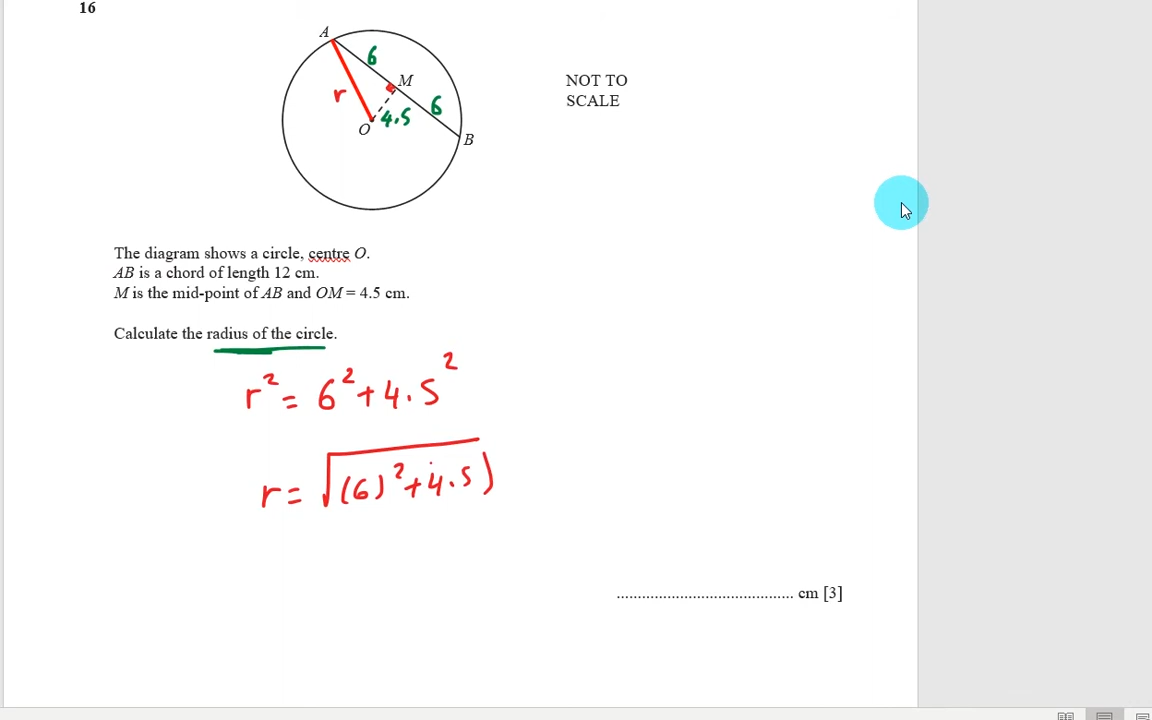 16
A
6
M
NOT TO
SCALE
r
6
4.5
O
B
The diagram shows a circle, centre O.
AB is a chord of length 12 cm.
M is the mid-point of AB and OM = 4.5 cm.
Calculate the radius of the circle.
r² = 6² + 4.5²
r = √(6)² + 4.5)
.......................................... cm [3]